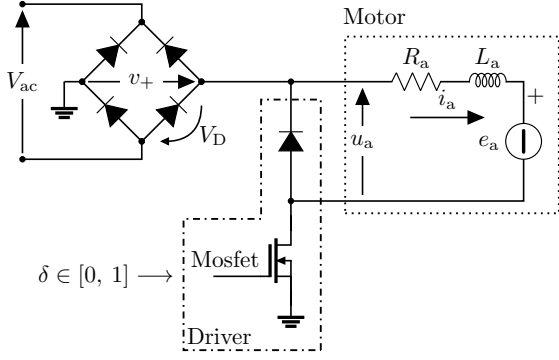 Motor
R_a
L_a
V_ac
v_+
i_a
+
V_D
u_a
e_a
Mosfet
δ ∈ [0, 1] ⟶
Driver